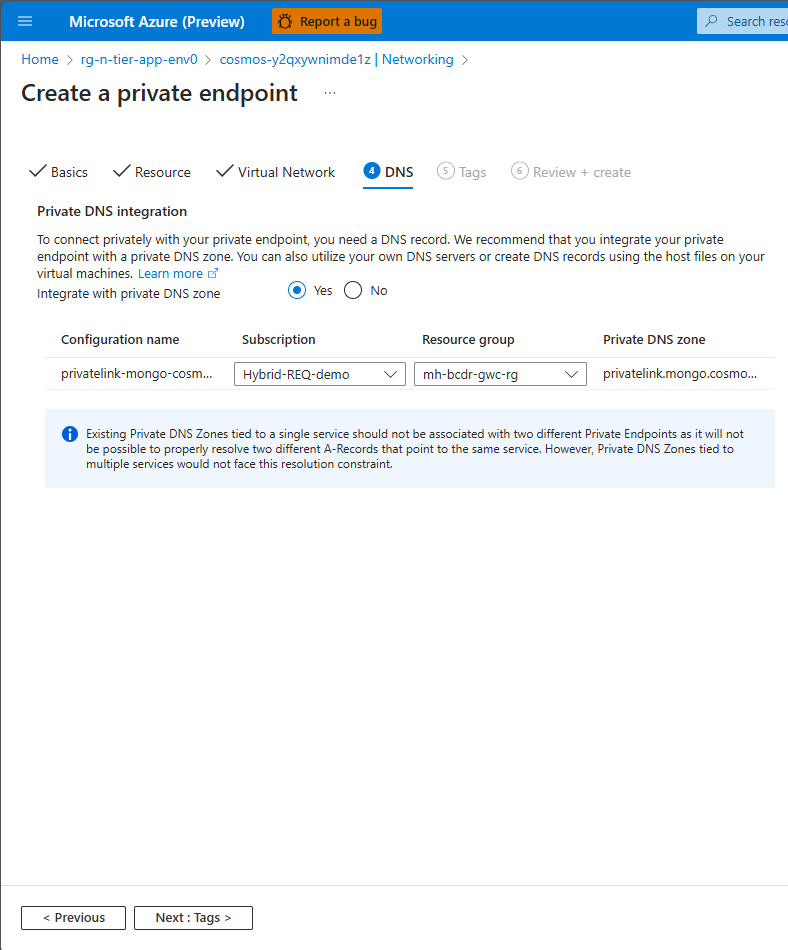 Microsoft Azure (Preview)
Report a bug
Search reso
Home > rg-n-tier-app-env0 > cosmos-y2qxywnimde1z | Networking >
Create a private endpoint ...
Basics
Resource
Virtual Network
4 DNS
5 Tags
6 Review + create
Private DNS integration
To connect privately with your private endpoint, you need a DNS record. We recommend that you integrate your private
endpoint with a private DNS zone. You can also utilize your own DNS servers or create DNS records using the host files on your
virtual machines. Learn more
Integrate with private DNS zone
Yes
No
Configuration name
Subscription
Resource group
Private DNS zone
privatelink-mongo-cosm...
Hybrid-REQ-demo
mh-bcdr-gwc-rg
privatelink.mongo.cosmo...
Existing Private DNS Zones tied to a single service should not be associated with two different Private Endpoints as it will not
be possible to properly resolve two different A-Records that point to the same service. However, Private DNS Zones tied to
multiple services would not face this resolution constraint.
< Previous
Next : Tags >